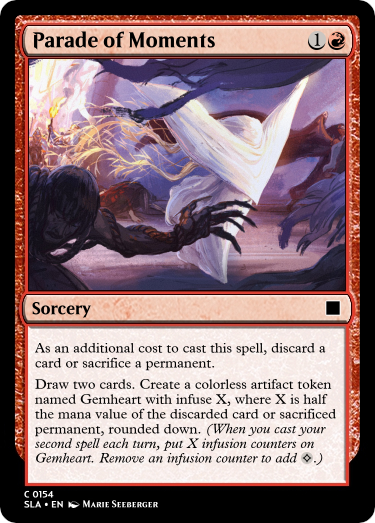 Parade of Moments 1
Sorcery
As an additional cost to cast this spell, discard a
card or sacrifice a permanent.
Draw two cards. Create a colorless artifact token
named Gemheart with infuse X, where X is half
the mana value of the discarded card or sacrificed
permanent, rounded down. (When you cast your
second spell each turn, put X infusion counters on
Gemheart. Remove an infusion counter to add .)
C 0154
SLA • EN Marie Seeberger